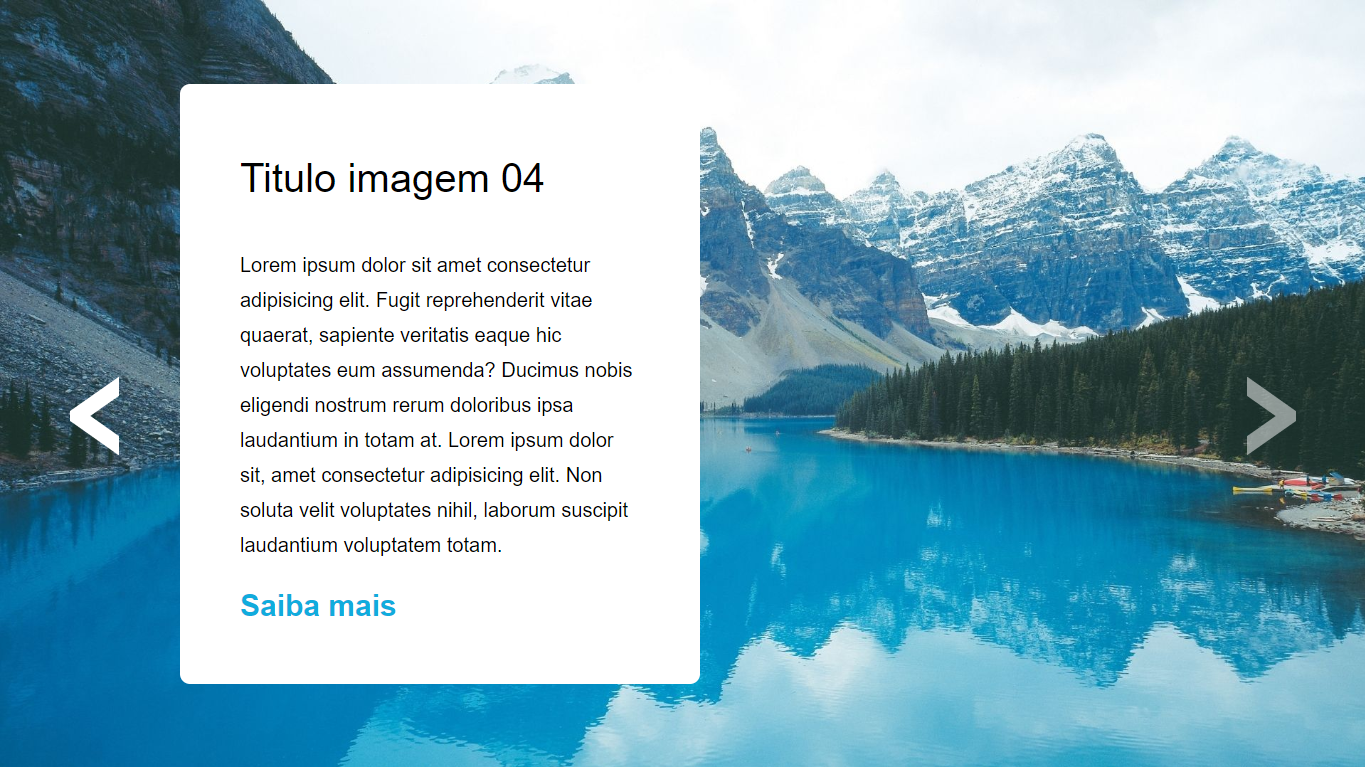 Titulo imagem 04
Lorem ipsum dolor sit amet consectetur
adipisicing elit. Fugit reprehenderit vitae
quaerat, sapiente veritatis eaque hic
voluptates eum assumenda? Ducimus nobis
eligendi nostrum rerum doloribus ipsa
laudantium in totam at. Lorem ipsum dolor
sit, amet consectetur adipisicing elit. Non
soluta velit voluptates nihil, laborum suscipit
laudantium voluptatem totam.
Saiba mais